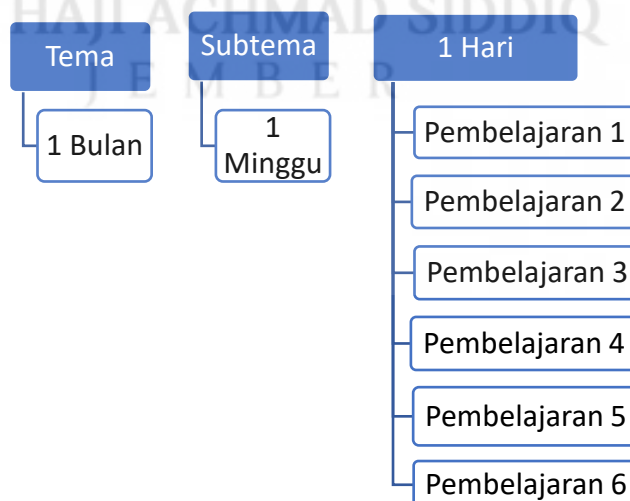 HAJI ACHMAD SIDDIQ
JEMBER
Tema
1 Bulan
Subtema
1
Minggu
1 Hari
Pembelajaran 1
Pembelajaran 2
Pembelajaran 3
Pembelajaran 4
Pembelajaran 5
Pembelajaran 6